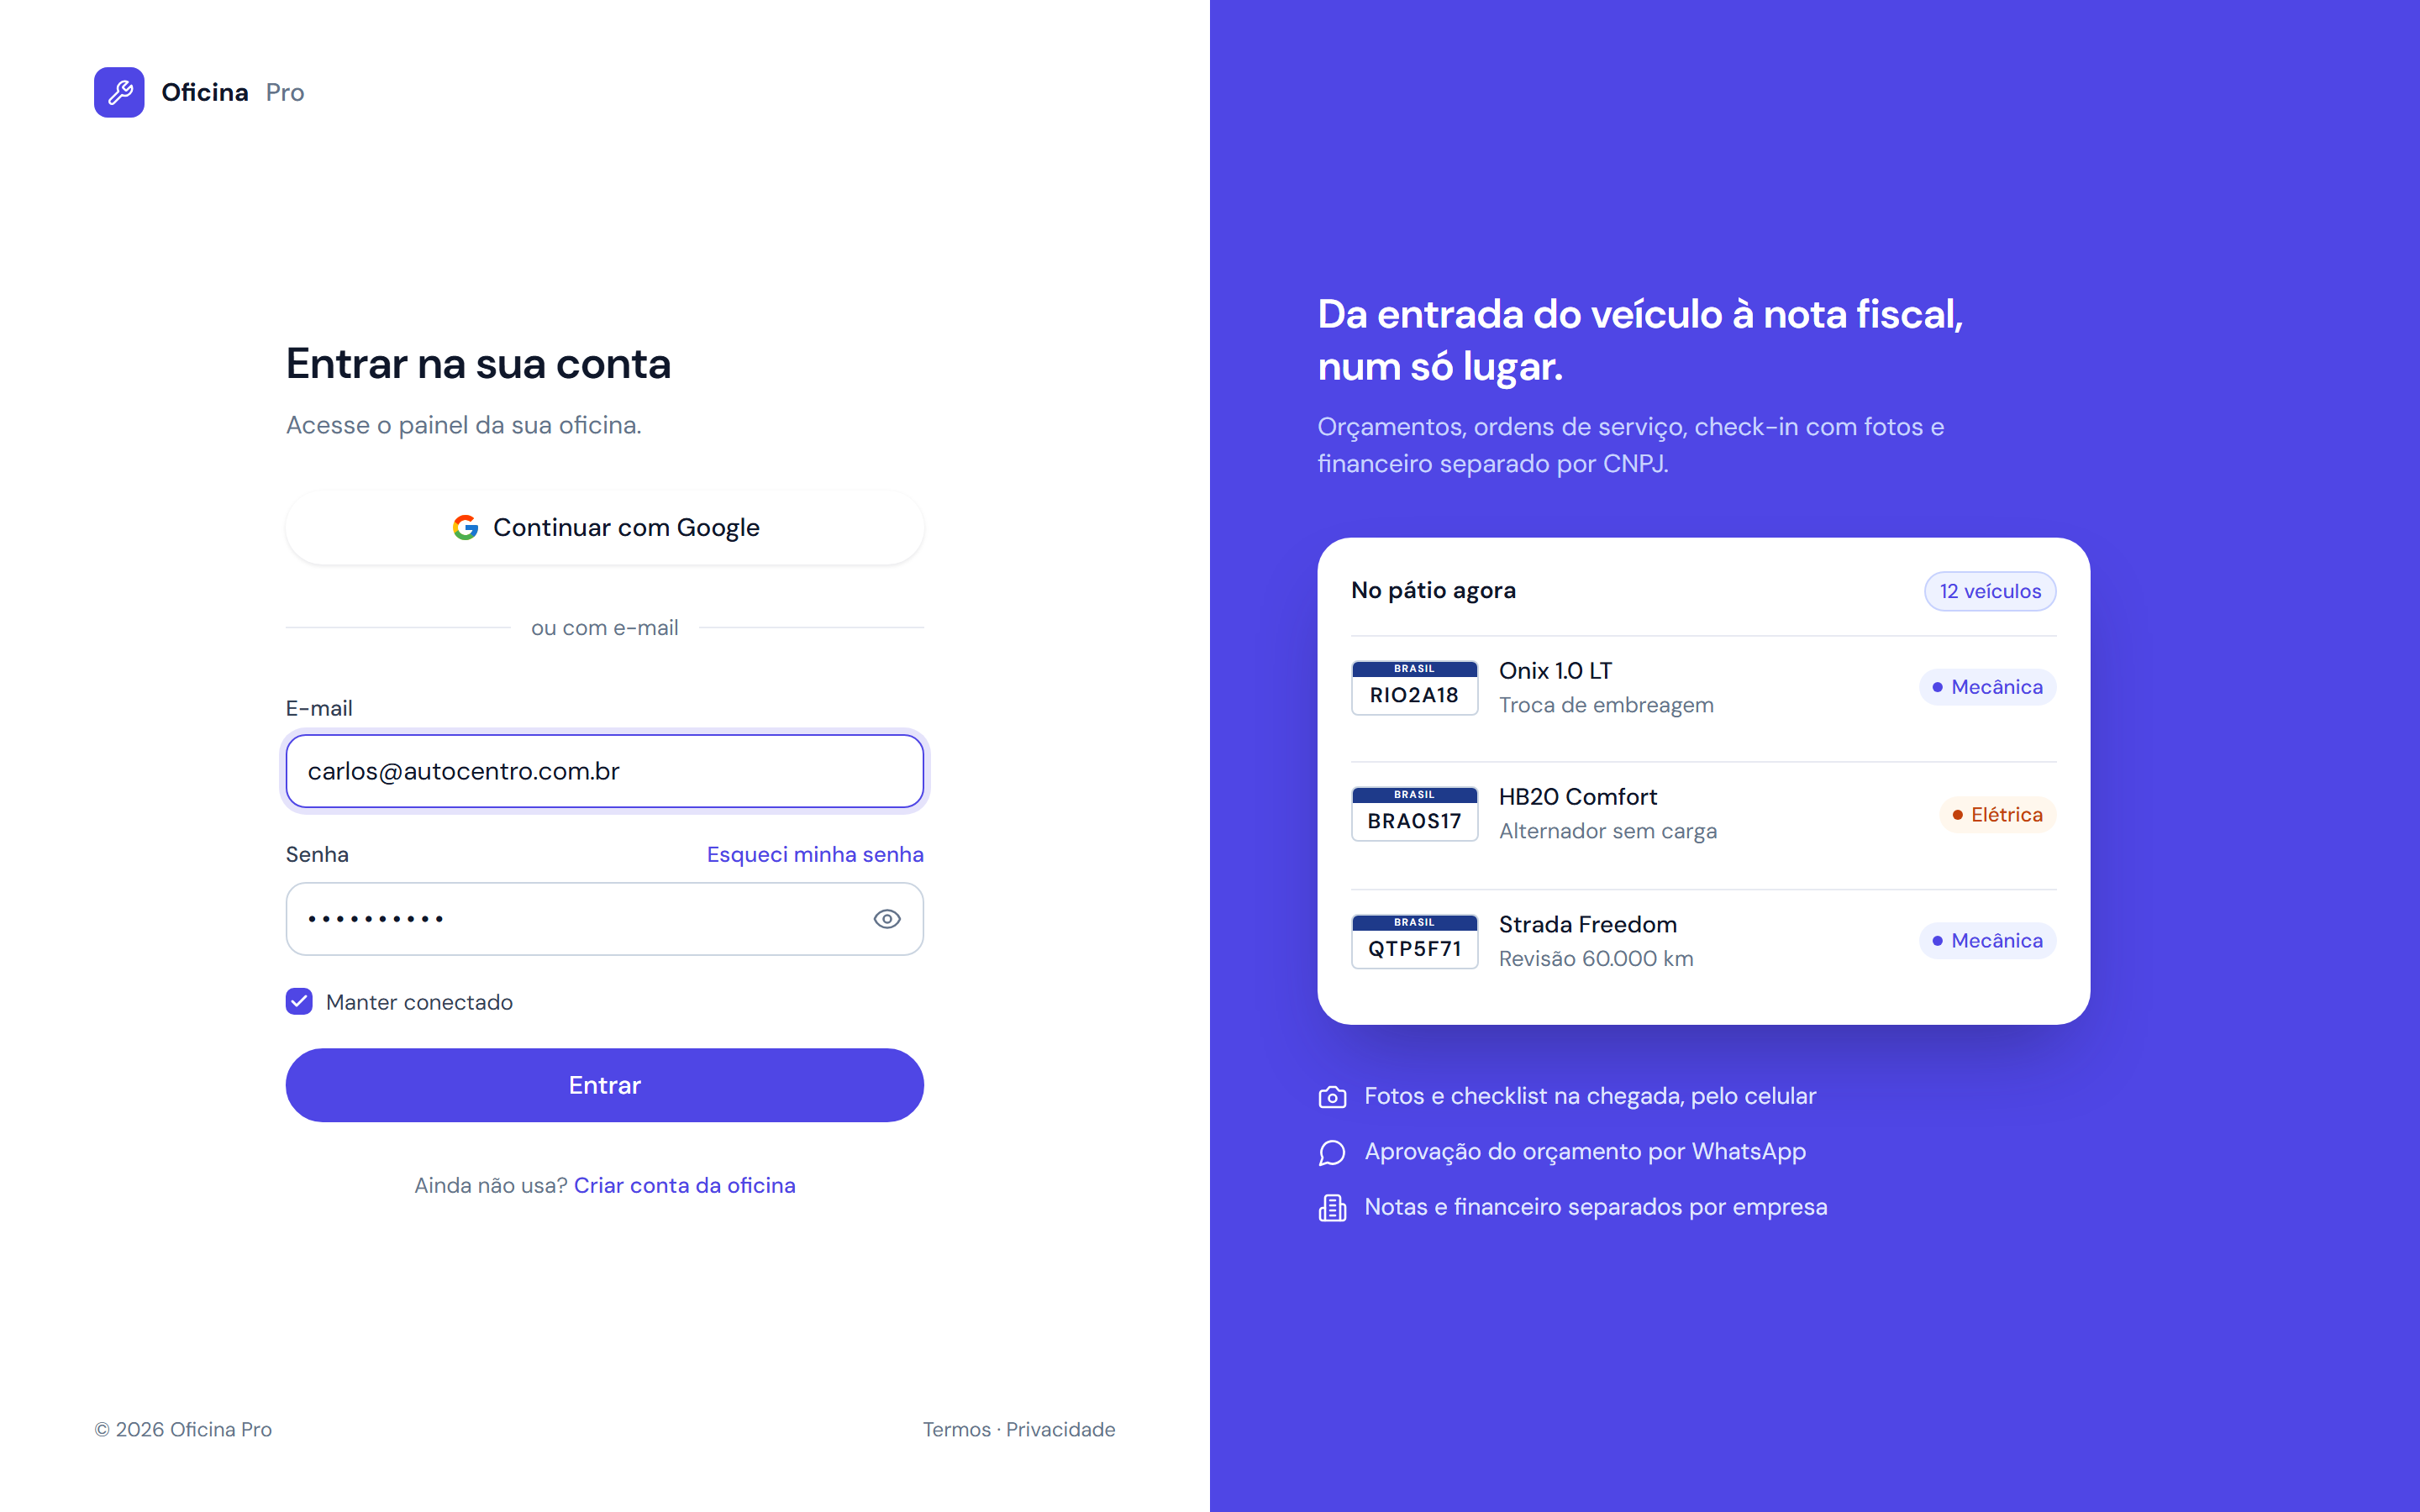 Oficina Pro
Entrar na sua conta
Acesse o painel da sua oficina.
Continuar com Google
ou com e-mail
E-mail
carlos@autocentro.com.br
Senha
Esqueci minha senha
••••••••••
Manter conectado
Entrar
Ainda não usa? Criar conta da oficina
© 2026 Oficina Pro
Termos · Privacidade
Da entrada do veículo à nota fiscal,
num só lugar.
Orçamentos, ordens de serviço, check-in com fotos e
financeiro separado por CNPJ.
No pátio agora
12 veículos
BRASIL
RIO2A18
Onix 1.0 LT
Troca de embreagem
Mecânica
BRASIL
BRA0S17
HB20 Comfort
Alternador sem carga
Elétrica
BRASIL
QTP5F71
Strada Freedom
Revisão 60.000 km
Mecânica
Fotos e checklist na chegada, pelo celular
Aprovação do orçamento por WhatsApp
Notas e financeiro separados por empresa